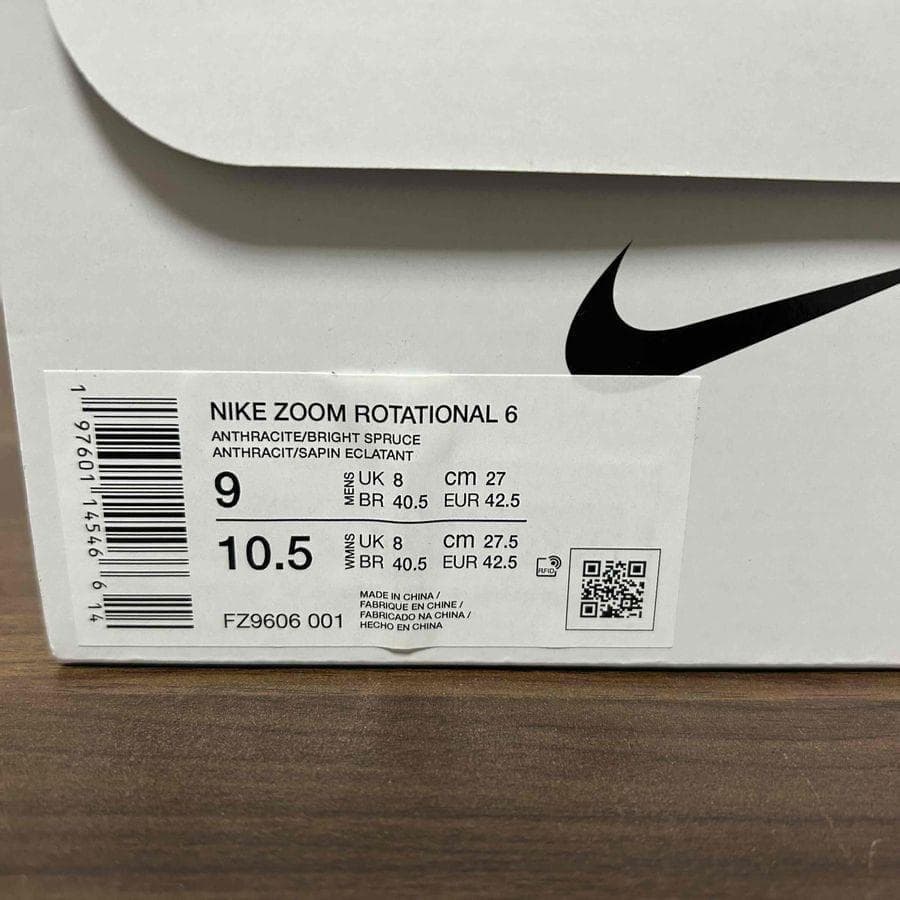 NIKE ZOOM ROTATIONAL 6
ANTHRACITE/BRIGHT SPRUCE
ANTHRACIT/SAPIN ECLATANT
9 MENS UK 8 cm 27
BR 40.5 EUR 42.5
10.5 WMNS UK 8 cm 27.5
BR 40.5 EUR 42.5
RFID
FZ9606 001
MADE IN CHINA /
FABRIQUE EN CHINE /
FABRICADO NA CHINA /
HECHO EN CHINA
1 97601 14546 6 14